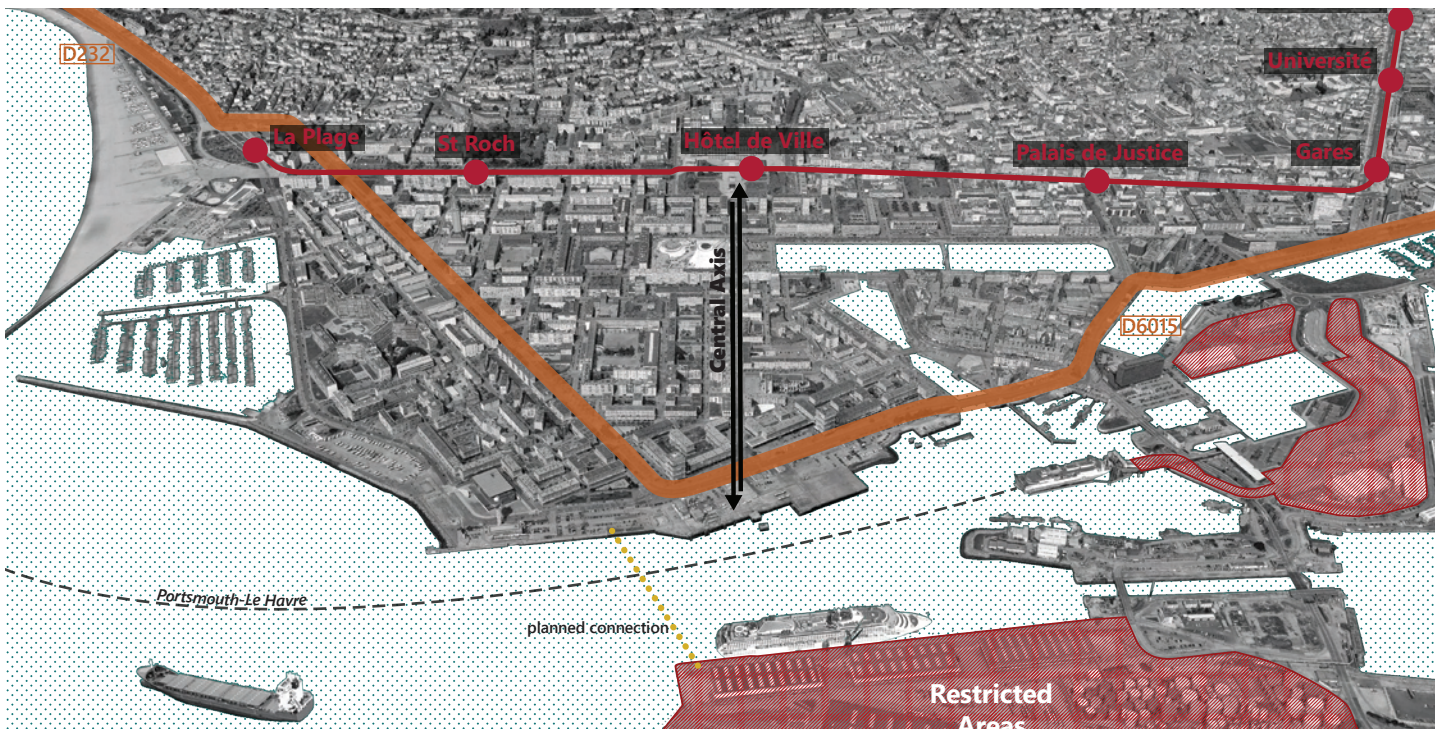 D232
Université
La Plage
St Roch
Hôtel de Ville
Palais de Justice
Gares
Central Axis
D6015
Portsmouth-Le Havre
planned connection
Restricted
Areas